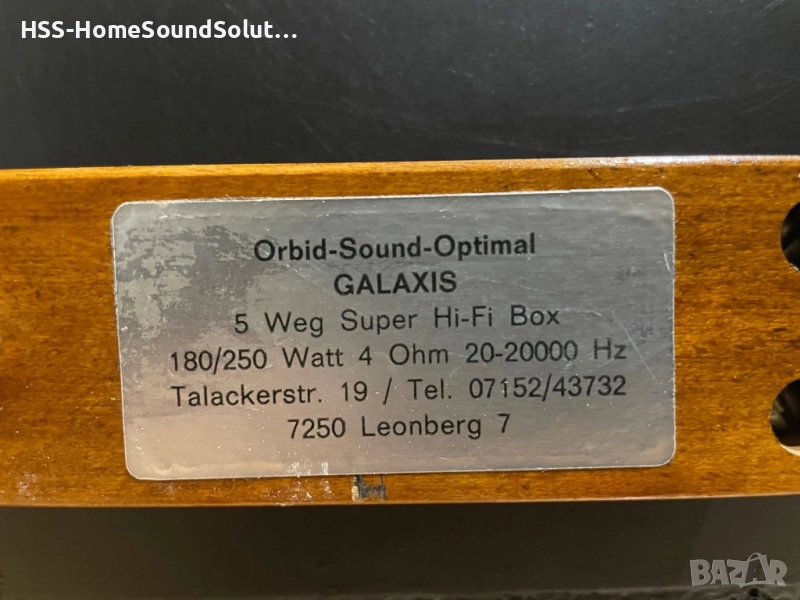 HSS-HomeSoundSolut...
Orbid-Sound-Optimal
GALAXIS
5 Weg Super Hi-Fi Box
180/250 Watt 4 Ohm 20-20000 Hz
Talackerstr. 19 / Tel. 07152/43732
7250 Leonberg 7
BAZAR